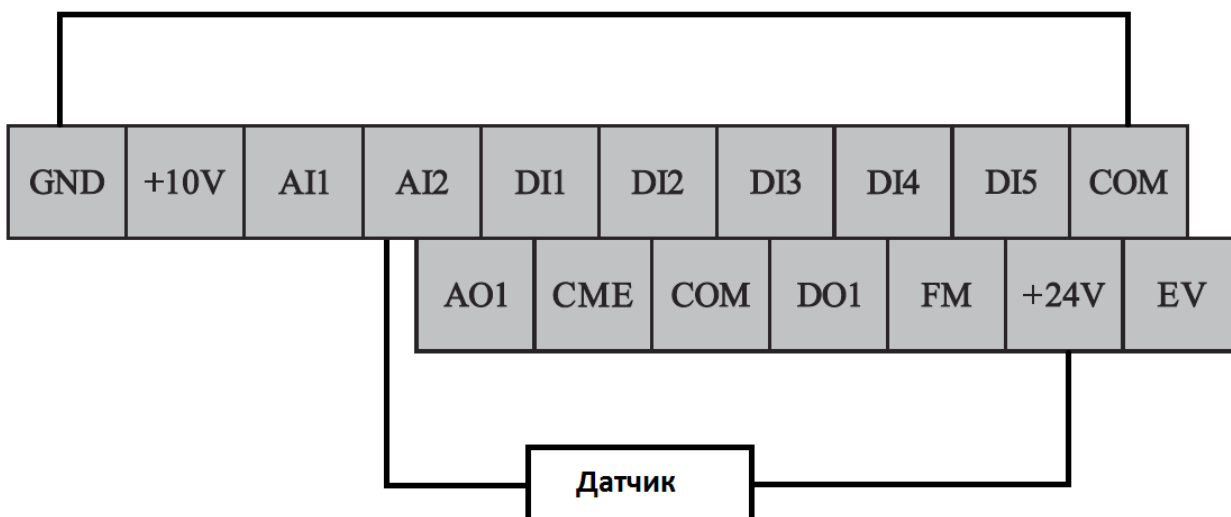 GND +10V AI1 AI2 DI1 DI2 DI3 DI4 DI5 COM
AO1 CME COM DO1 FM +24V EV
Датчик